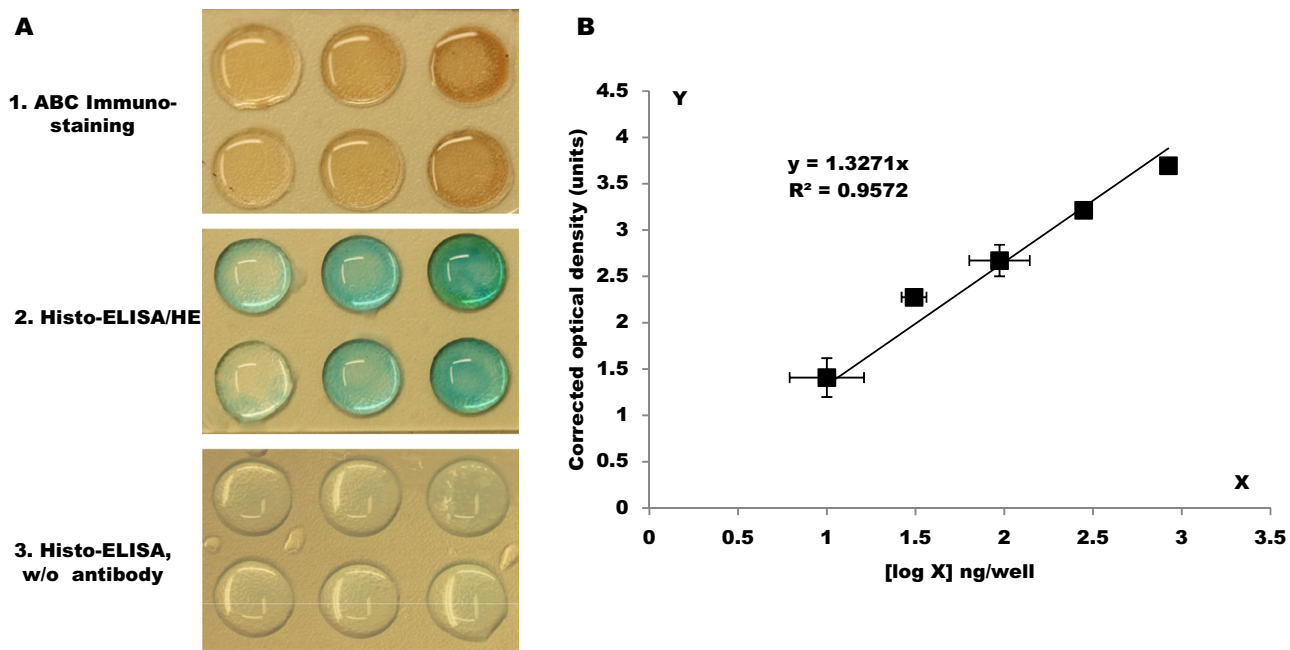 A
1. ABC Immuno-
staining
2. Histo-ELISA/HE
3. Histo-ELISA,
w/o antibody
B
Y
4.5
4
3.5
3
2.5
2
1.5
1
0.5
0
Corrected optical density (units)
y = 1.3271x
R² = 0.9572
X
0 0.5 1 1.5 2 2.5 3 3.5
[log X] ng/well